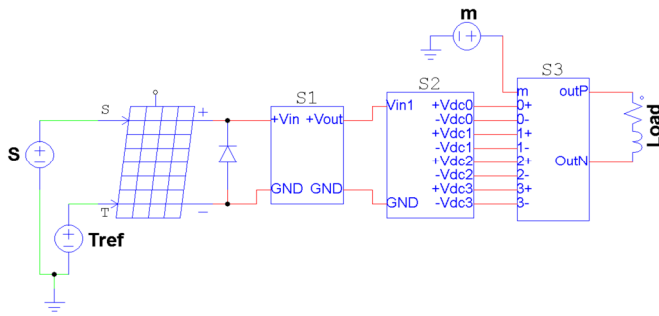 m
S1
S2
S3
S
+
+Vin
+Vout
Vin1
+Vdc0
-Vdc0
+Vdc1
-Vdc1
+Vdc2
-Vdc2
+Vdc3
-Vdc3
m
0+
0-
1+
1-
2+
2-
3+
3-
outP
OutN
Load
S
GND
GND
GND
T
−
Tref